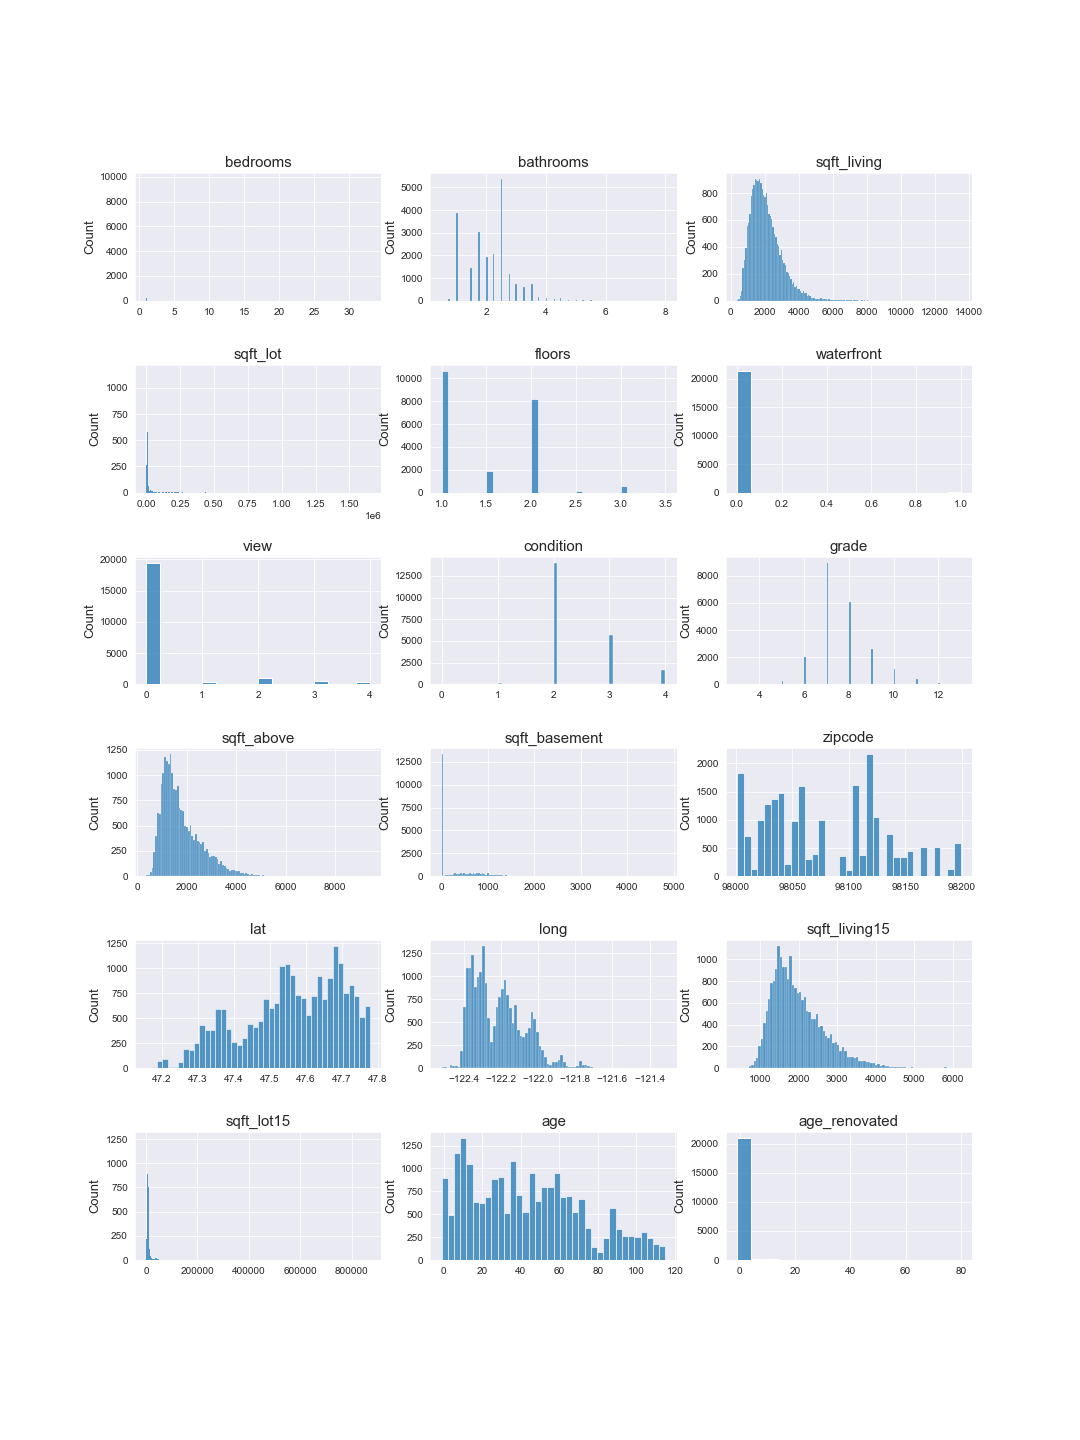 bedrooms
10000
8000
6000
4000
2000
0
Count
0 5 10 15 20 25 30
bathrooms
5000
4000
3000
2000
1000
0
Count
2 4 6 8
sqft_living
800
600
400
200
0
Count
0 2000 4000 6000 8000 10000 12000 14000
sqft_lot
1000
750
500
250
0
Count
0.00 0.25 0.50 0.75 1.00 1.25 1.50
1e6
floors
10000
8000
6000
4000
2000
0
Count
1.0 1.5 2.0 2.5 3.0 3.5
waterfront
20000
15000
10000
5000
0
Count
0.0 0.2 0.4 0.6 0.8 1.0
view
20000
15000
10000
5000
0
Count
0 1 2 3 4
condition
12500
10000
7500
5000
2500
0
Count
0 1 2 3 4
grade
8000
6000
4000
2000
0
Count
4 6 8 10 12
sqft_above
1250
1000
750
500
250
0
Count
0 2000 4000 6000 8000
sqft_basement
12500
10000
7500
5000
2500
0
Count
0 1000 2000 3000 4000 5000
zipcode
2000
1500
1000
500
0
Count
98000 98050 98100 98150 98200
lat
1250
1000
750
500
250
0
Count
47.2 47.3 47.4 47.5 47.6 47.7 47.8
long
1250
1000
750
500
250
0
Count
−122.4 −122.2 −122.0 −121.8 −121.6 −121.4
sqft_living15
1000
800
600
400
200
0
Count
1000 2000 3000 4000 5000 6000
sqft_lot15
1250
1000
750
500
250
0
Count
0 200000 400000 600000 800000
age
1250
1000
750
500
250
0
Count
0 20 40 60 80 100 120
age_renovated
20000
15000
10000
5000
0
Count
0 20 40 60 80